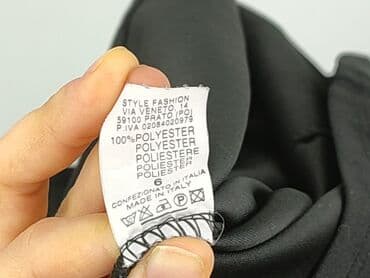 STYLE FASHION
VIA VENETO, 14
59100 PRATO (PO)
P.IVA 02084020979
100% POLYESTER
POLYESTER
POLIESTERE
POLIESTER
6
CONFEZIONATO IN ITALIA
MADE IN ITALY
P